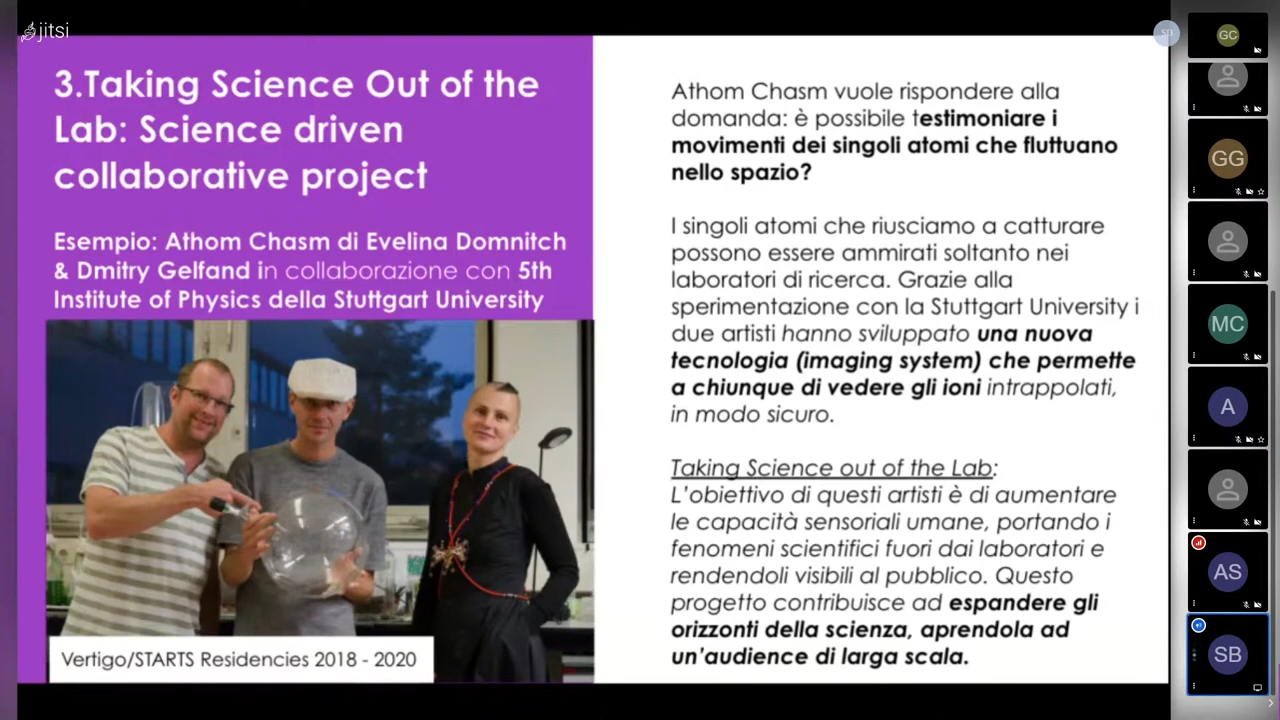 jitsi
3.Taking Science Out of the
Lab: Science driven
collaborative project
Esempio: Athom Chasm di Evelina Domnitch
& Dmitry Gelfand in collaborazione con 5th
Institute of Physics della Stuttgart University
Vertigo/STARTS Residencies 2018 - 2020
Athom Chasm vuole rispondere alla
domanda: è possibile testimoniare i
movimenti dei singoli atomi che fluttuano
nello spazio?
I singoli atomi che riusciamo a catturare
possono essere ammirati soltanto nei
laboratori di ricerca. Grazie alla
sperimentazione con la Stuttgart University i
due artisti hanno sviluppato una nuova
tecnologia (imaging system) che permette
a chiunque di vedere gli ioni intrappolati,
in modo sicuro.
Taking Science out of the Lab:
L'obiettivo di questi artisti è di aumentare
le capacità sensoriali umane, portando i
fenomeni scientifici fuori dai laboratori e
rendendoli visibili al pubblico. Questo
progetto contribuisce ad espandere gli
orizzonti della scienza, aprendola ad
un'audience di larga scala.
SB
GC
GG
MC
A
AS
SB